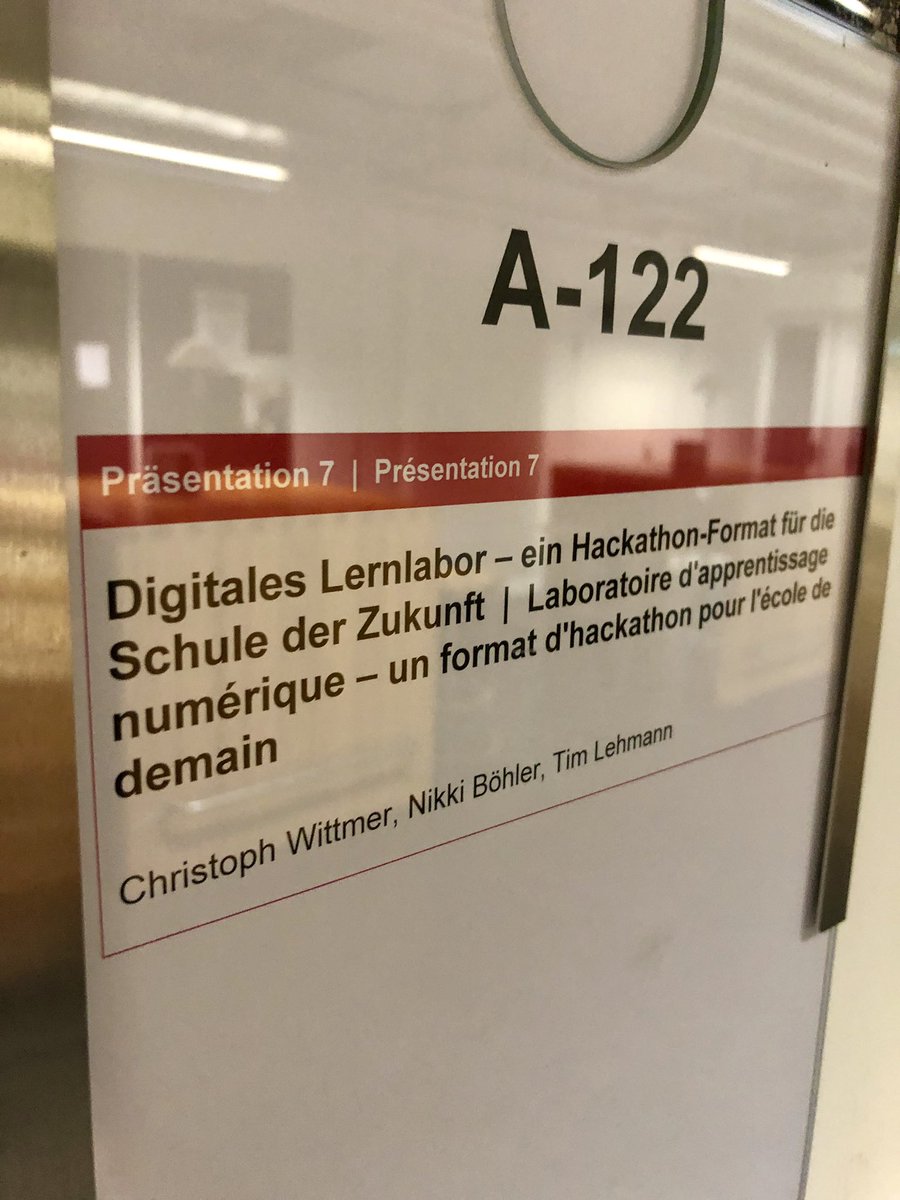 A-122
Präsentation 7 | Présentation 7
Digitales Lernlabor – ein Hackathon-Format für die
Schule der Zukunft | Laboratoire d'apprentissage
numérique – un format d'hackathon pour l'école de
demain
Christoph Wittmer, Nikki Böhler, Tim Lehmann